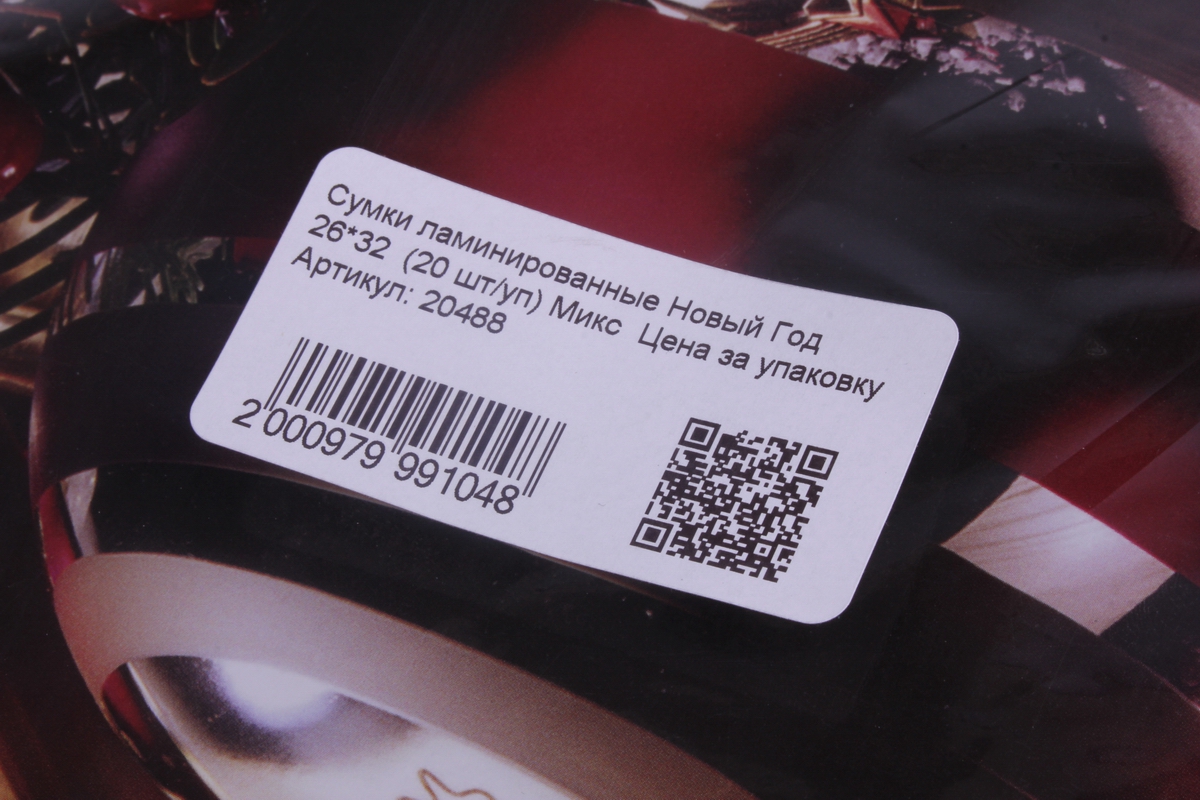 Сумки ламинированные Новый Год
26*32 (20 шт/уп) Микс Цена за упаковку
Артикул: 20488
2 000979 991048